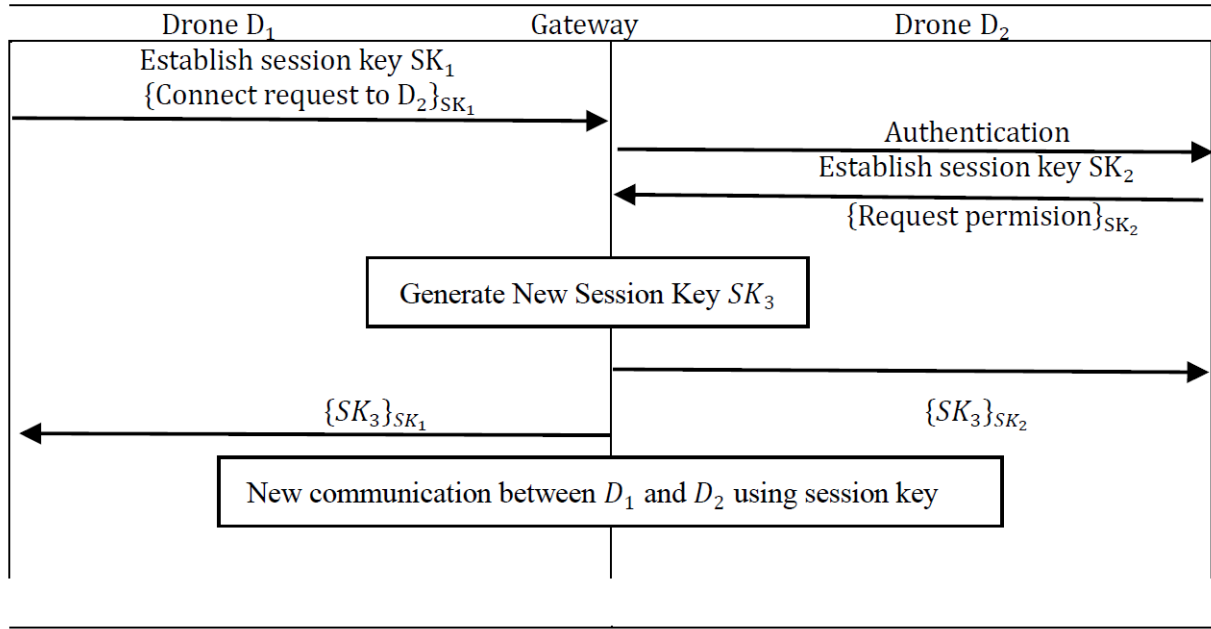 Drone D₁ Gateway Drone D₂
Establish session key SK₁
{Connect request to D₂}SK₁
Authentication
Establish session key SK₂
{Request permision}SK₂
Generate New Session Key SK₃
{SK₃}SK₁ {SK₃}SK₂
New communication between D₁ and D₂ using session key